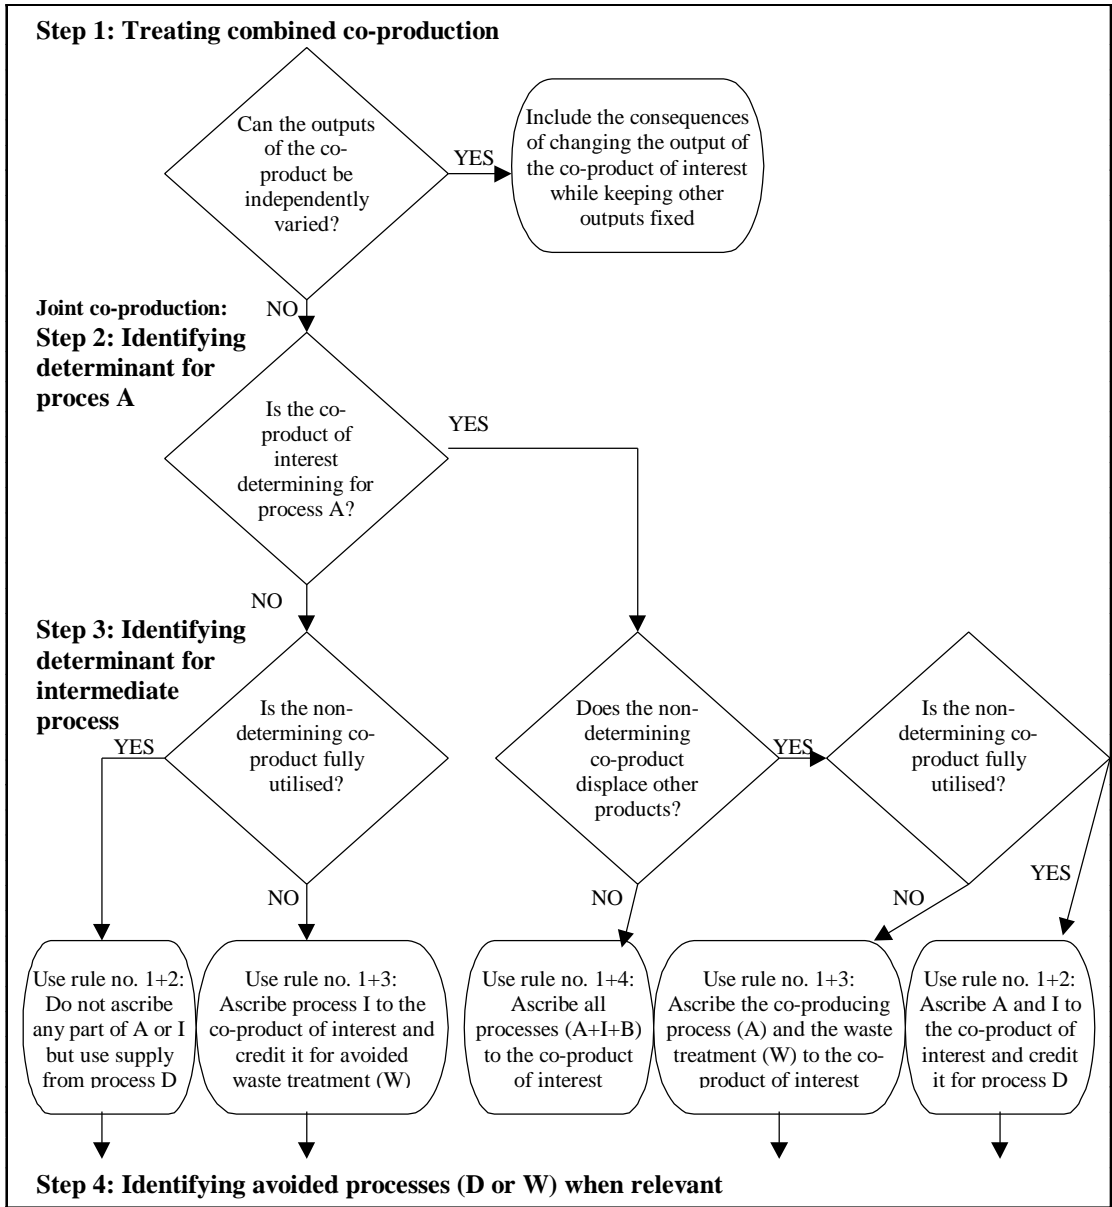 Step 1: Treating combined co-production
Can the outputs
of the co-
product be
independently
varied?
YES
Include the consequences
of changing the output of
the co-product of interest
while keeping other
outputs fixed
Joint co-production:
NO
Step 2: Identifying
determinant for
proces A
Is the co-
product of
interest
determining for
process A?
YES
NO
Step 3: Identifying
determinant for
intermediate
process
Is the non-
determining co-
product fully
utilised?
YES
NO
Does the non-
determining
co-product
displace other
products?
YES
NO
Is the non-
determining co-
product fully
utilised?
YES
NO
Use rule no. 1+2:
Do not ascribe
any part of A or I
but use supply
from process D
Use rule no. 1+3:
Ascribe process I to the
co-product of interest and
credit it for avoided
waste treatment (W)
Use rule no. 1+4:
Ascribe all
processes (A+I+B)
to the co-product
of interest
Use rule no. 1+3:
Ascribe the co-producing
process (A) and the waste
treatment (W) to the co-
product of interest
Use rule no. 1+2:
Ascribe A and I to
the co-product of
interest and credit
it for process D
Step 4: Identifying avoided processes (D or W) when relevant